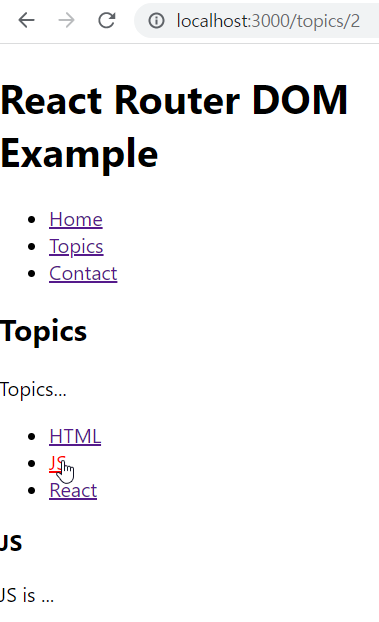 localhost:3000/topics/2
React Router DOM
Example
Home
Topics
Contact
Topics
Topics...
HTML
JS
React
JS
JS is ...